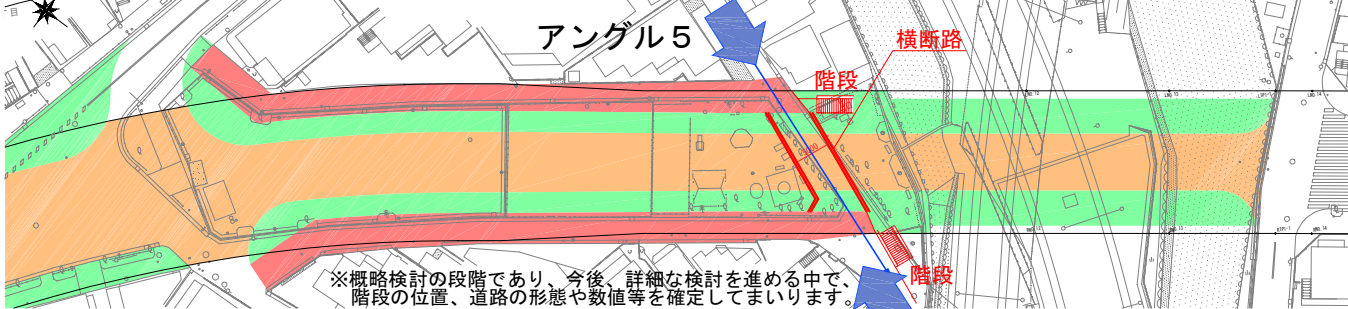 アングル５
横断路
階段
階段
※概略検討の段階であり、今後、詳細な検討を進める中で、
階段の位置、道路の形態や数値等を確定してまいります。